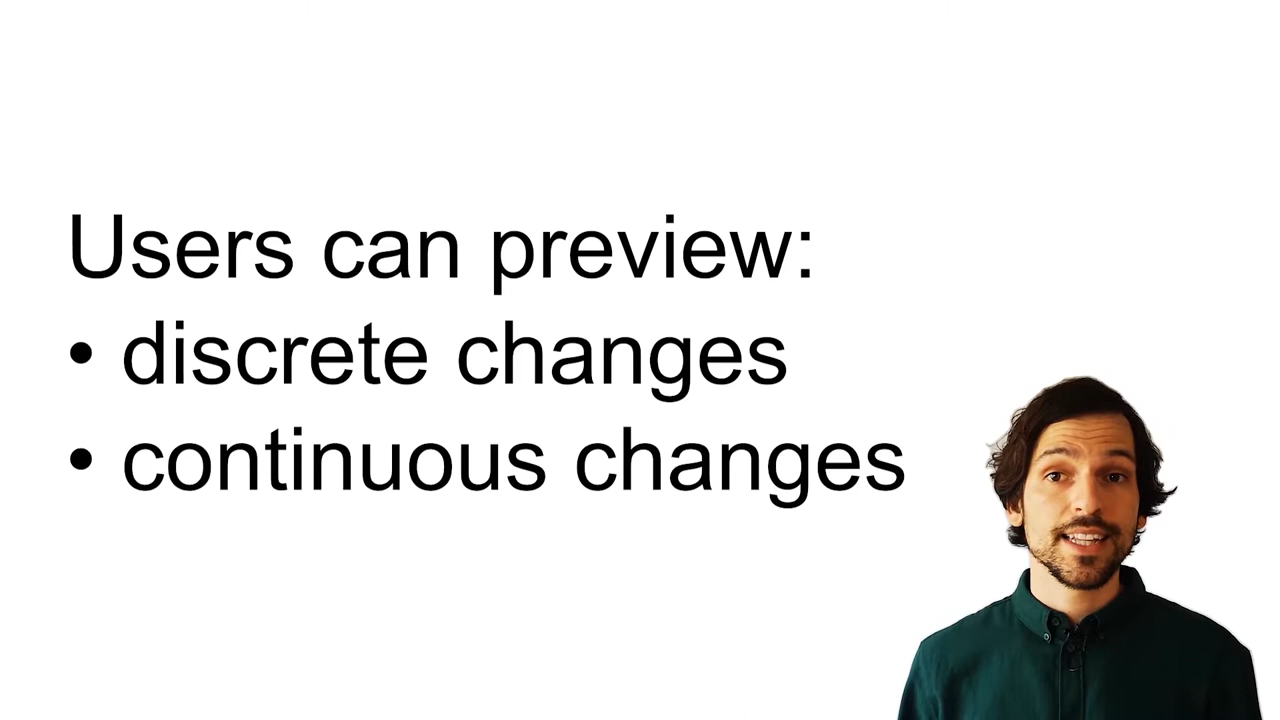 Users can preview:
• discrete changes
• continuous changes